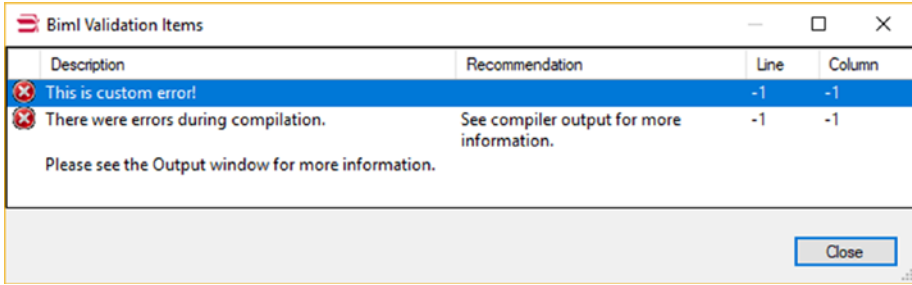 Biml Validation Items
Description Recommendation Line Column
This is custom error! -1 -1
There were errors during compilation. See compiler output for more -1 -1
information.
Please see the Output window for more information.
Close